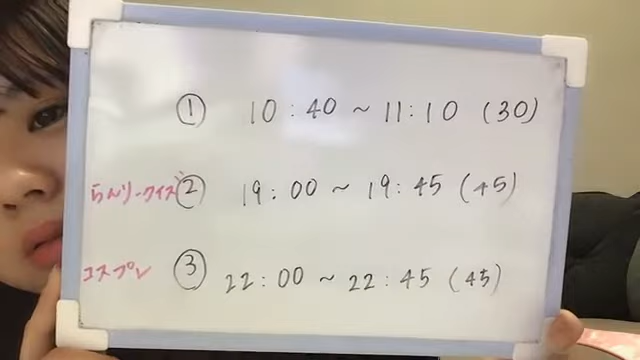 ① 10:40 ~ 11:10 (30)
らんりークイズ ② 19:00 ~ 19:45 (45)
コスプレ ③ 22:00 ~ 22:45 (45)